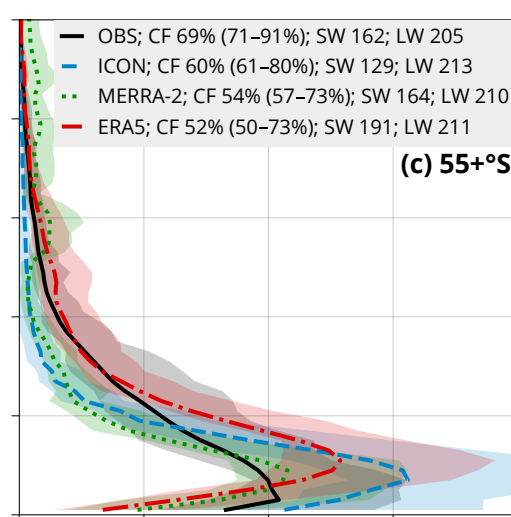 OBS; CF 69% (71–91%); SW 162; LW 205
ICON; CF 60% (61–80%); SW 129; LW 213
MERRA-2; CF 54% (57–73%); SW 164; LW 210
ERA5; CF 52% (50–73%); SW 191; LW 211
(c) 55+°S